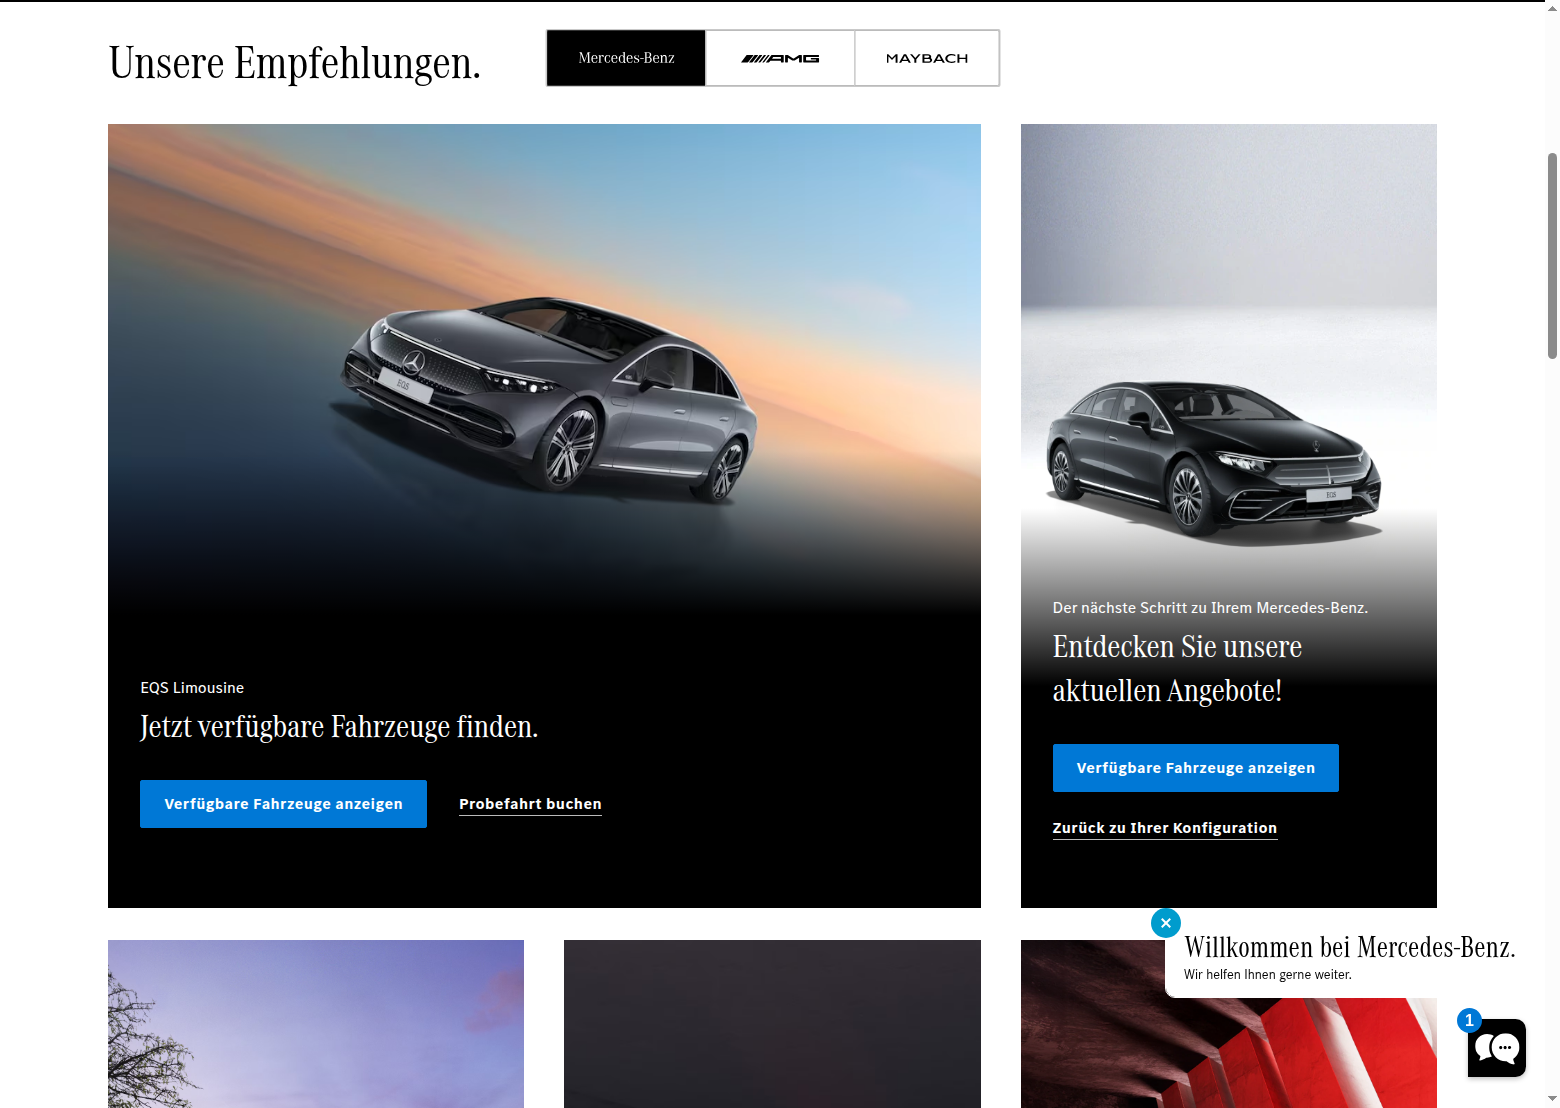 Unsere Empfehlungen.
Mercedes-Benz
AMG
MAYBACH
EQS
EQS Limousine
Jetzt verfügbare Fahrzeuge finden.
Verfügbare Fahrzeuge anzeigen
Probefahrt buchen
EQS
Der nächste Schritt zu Ihrem Mercedes-Benz.
Entdecken Sie unsere
aktuellen Angebote!
Verfügbare Fahrzeuge anzeigen
Zurück zu Ihrer Konfiguration
Willkommen bei Mercedes-Benz.
Wir helfen Ihnen gerne weiter.
1